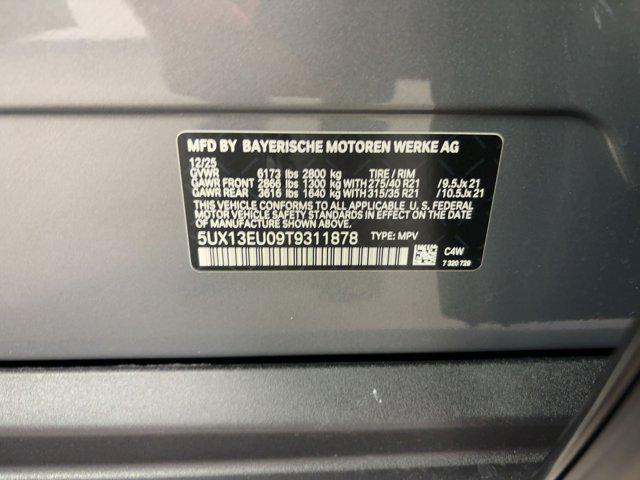 MFD BY BAYERISCHE MOTOREN WERKE AG
12/25
GVWR 6173 lbs 2800 kg TIRE / RIM
GAWR FRONT 2866 lbs 1300 kg WITH 275/40 R21 /9.5Jx21
GAWR REAR 3616 lbs 1640 kg WITH 315/35 R21 /10.5Jx21
THIS VEHICLE CONFORMS TO ALL APPLICABLE U. S. FEDERAL
MOTOR VEHICLE SAFETY STANDARDS IN EFFECT ON THE DATE
OF MANUFACTURE SHOWN ABOVE.
5UX13EU09T9311878 TYPE: MPV
C4W
7 320 729